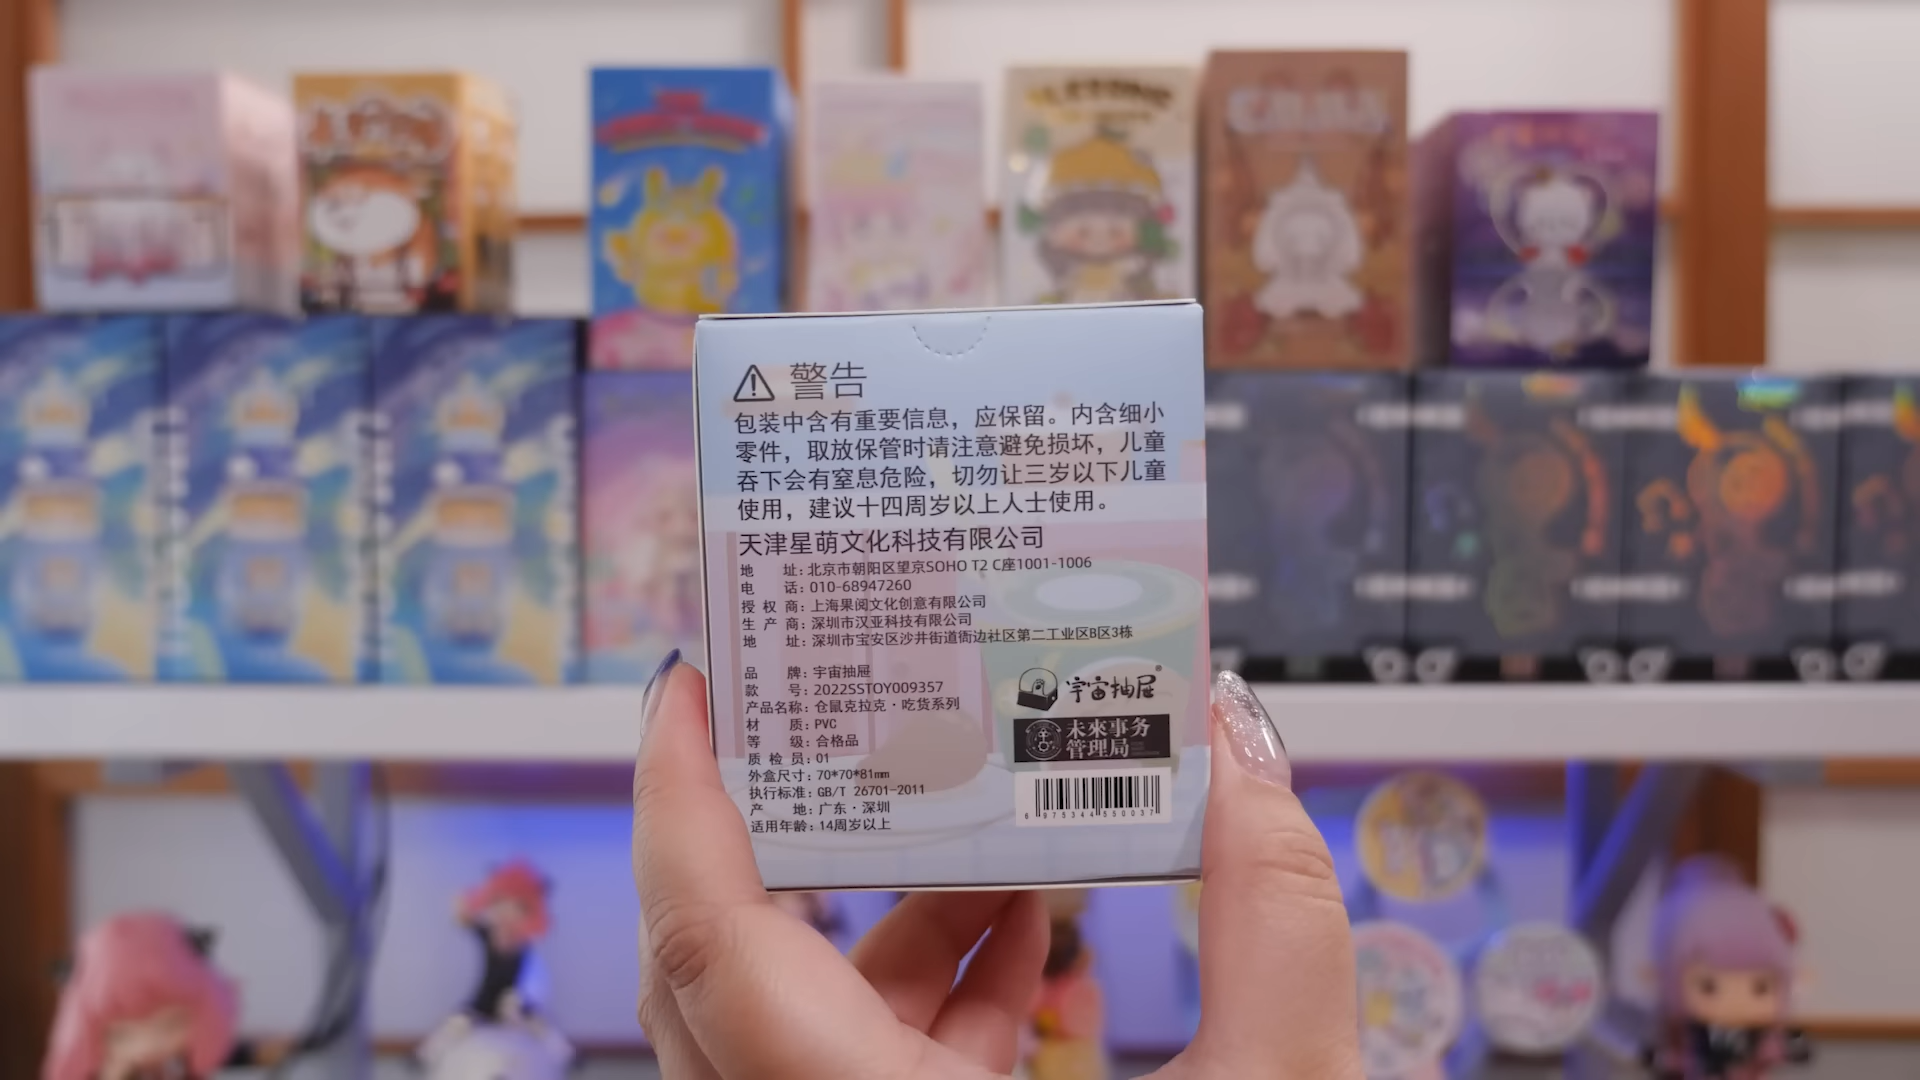 警告
包装中含有重要信息，应保留。内含细小
零件，取放保管时请注意避免损坏，儿童
吞下会有窒息危险，切勿让三岁以下儿童
使用，建议十四周岁以上人士使用。
天津星萌文化科技有限公司
地 址：北京市朝阳区望京SOHO T2 C座1001-1006
电 话：010-68947260
授 权 商：上海果阅文化创意有限公司
生 产 商：深圳市汉亚科技有限公司
地 址：深圳市宝安区沙井街道衙边社区第二工业区B区3栋
品 牌：宇宙抽屉
款 号：2022SSTOY009357
产品名称：仓鼠克拉克·吃货系列
材 质：PVC
等 级：合格品
质 检 员：01
外盒尺寸：70*70*81mm
执行标准：GB/T 26701-2011
产 地：广东·深圳
适用年龄：14周岁以上
宇宙抽屉®
未來事务
管理局
6 975344 550037